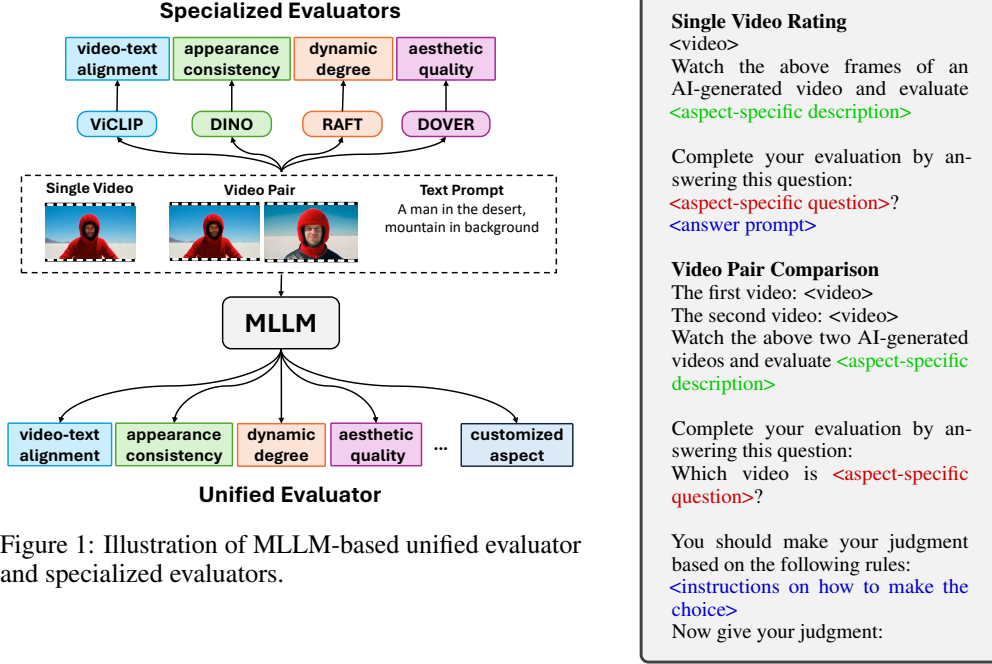 Specialized Evaluators
video-text alignment
appearance consistency
dynamic degree
aesthetic quality
ViCLIP
DINO
RAFT
DOVER
Single Video
Video Pair
Text Prompt
A man in the desert,
mountain in background
MLLM
video-text alignment
appearance consistency
dynamic degree
aesthetic quality
...
customized aspect
Unified Evaluator
Figure 1: Illustration of MLLM-based unified evaluator
and specialized evaluators.
Single Video Rating
<video>
Watch the above frames of an
AI-generated video and evaluate
<aspect-specific description>
Complete your evaluation by an-
swering this question:
<aspect-specific question>?
<answer prompt>
Video Pair Comparison
The first video: <video>
The second video: <video>
Watch the above two AI-generated
videos and evaluate <aspect-specific
description>
Complete your evaluation by an-
swering this question:
Which video is <aspect-specific
question>?
You should make your judgment
based on the following rules:
<instructions on how to make the
choice>
Now give your judgment: